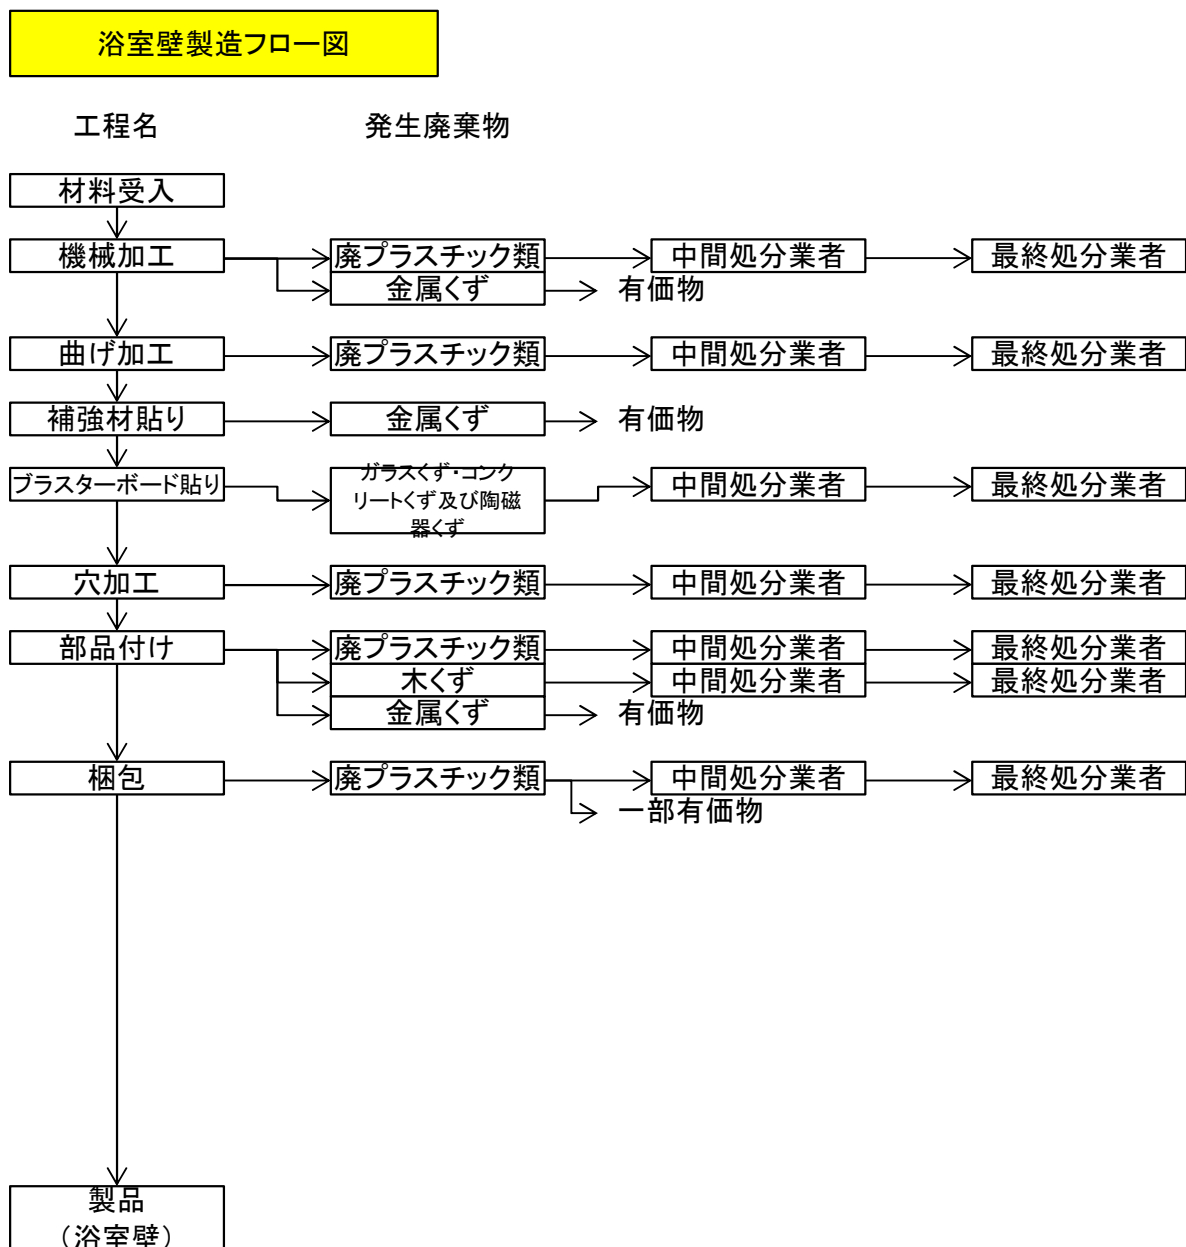 浴室壁製造フロー図
工程名 発生廃棄物
材料受入
機械加工 廃プラスチック類 中間処分業者 最終処分業者
金属くず 有価物
曲げ加工 廃プラスチック類 中間処分業者 最終処分業者
補強材貼り 金属くず 有価物
ブラスターボード貼り ガラスくず・コンク
リートくず及び陶磁
器くず 中間処分業者 最終処分業者
穴加工 廃プラスチック類 中間処分業者 最終処分業者
部品付け 廃プラスチック類 中間処分業者 最終処分業者
木くず 中間処分業者 最終処分業者
金属くず 有価物
梱包 廃プラスチック類 中間処分業者 最終処分業者
一部有価物
製品
（浴室壁）